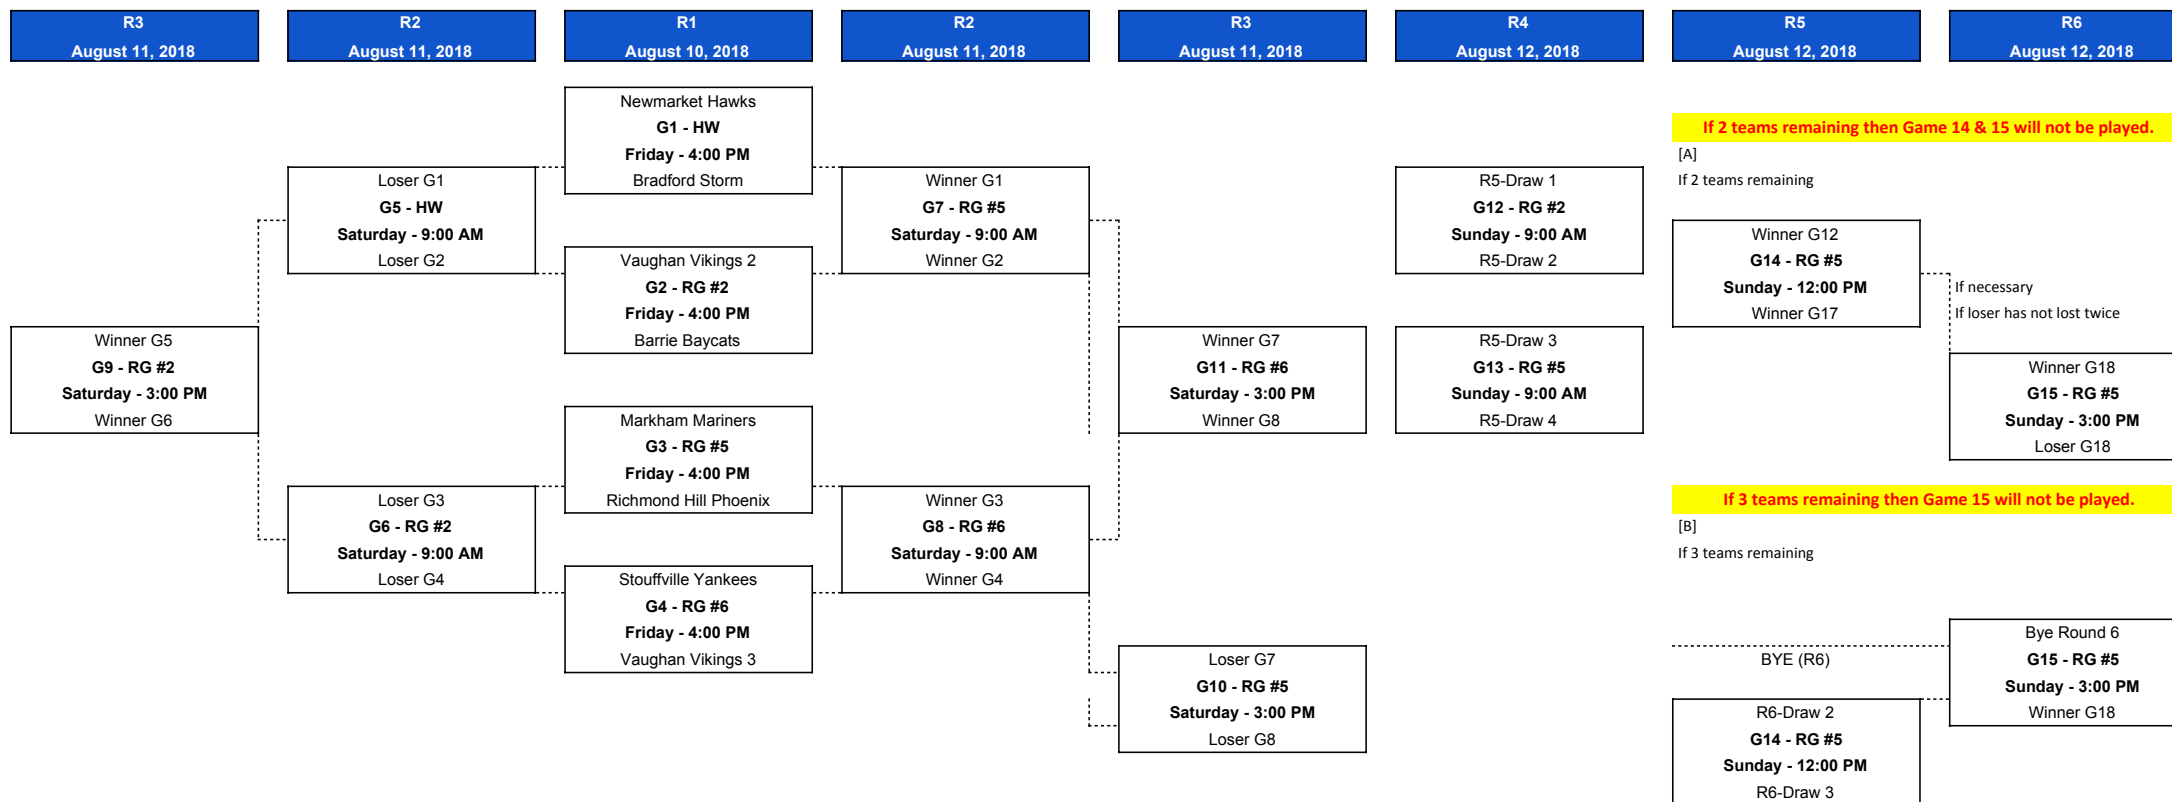 R3
August 11, 2018
R2
August 11, 2018
R1
August 10, 2018
R2
August 11, 2018
R3
August 11, 2018
R4
August 12, 2018
R5
August 12, 2018
R6
August 12, 2018
Winner G5
G9 - RG #2
Saturday - 3:00 PM
Winner G6
Loser G1
G5 - HW
Saturday - 9:00 AM
Loser G2
Loser G3
G6 - RG #2
Saturday - 9:00 AM
Loser G4
Newmarket Hawks
G1 - HW
Friday - 4:00 PM
Bradford Storm
Vaughan Vikings 2
G2 - RG #2
Friday - 4:00 PM
Barrie Baycats
Markham Mariners
G3 - RG #5
Friday - 4:00 PM
Richmond Hill Phoenix
Stouffville Yankees
G4 - RG #6
Friday - 4:00 PM
Vaughan Vikings 3
Winner G1
G7 - RG #5
Saturday - 9:00 AM
Winner G2
Winner G3
G8 - RG #6
Saturday - 9:00 AM
Winner G4
Winner G7
G11 - RG #6
Saturday - 3:00 PM
Winner G8
Loser G7
G10 - RG #5
Saturday - 3:00 PM
Loser G8
R5-Draw 1
G12 - RG #2
Sunday - 9:00 AM
R5-Draw 2
R5-Draw 3
G13 - RG #5
Sunday - 9:00 AM
R5-Draw 4
If 2 teams remaining then Game 14 & 15 will not be played.
[A]
If 2 teams remaining
Winner G12
G14 - RG #5
Sunday - 12:00 PM
Winner G17
If necessary
If loser has not lost twice
Winner G18
G15 - RG #5
Sunday - 3:00 PM
Loser G18
If 3 teams remaining then Game 15 will not be played.
[B]
If 3 teams remaining
BYE (R6)
R6-Draw 2
G14 - RG #5
Sunday - 12:00 PM
R6-Draw 3
Bye Round 6
G15 - RG #5
Sunday - 3:00 PM
Winner G18